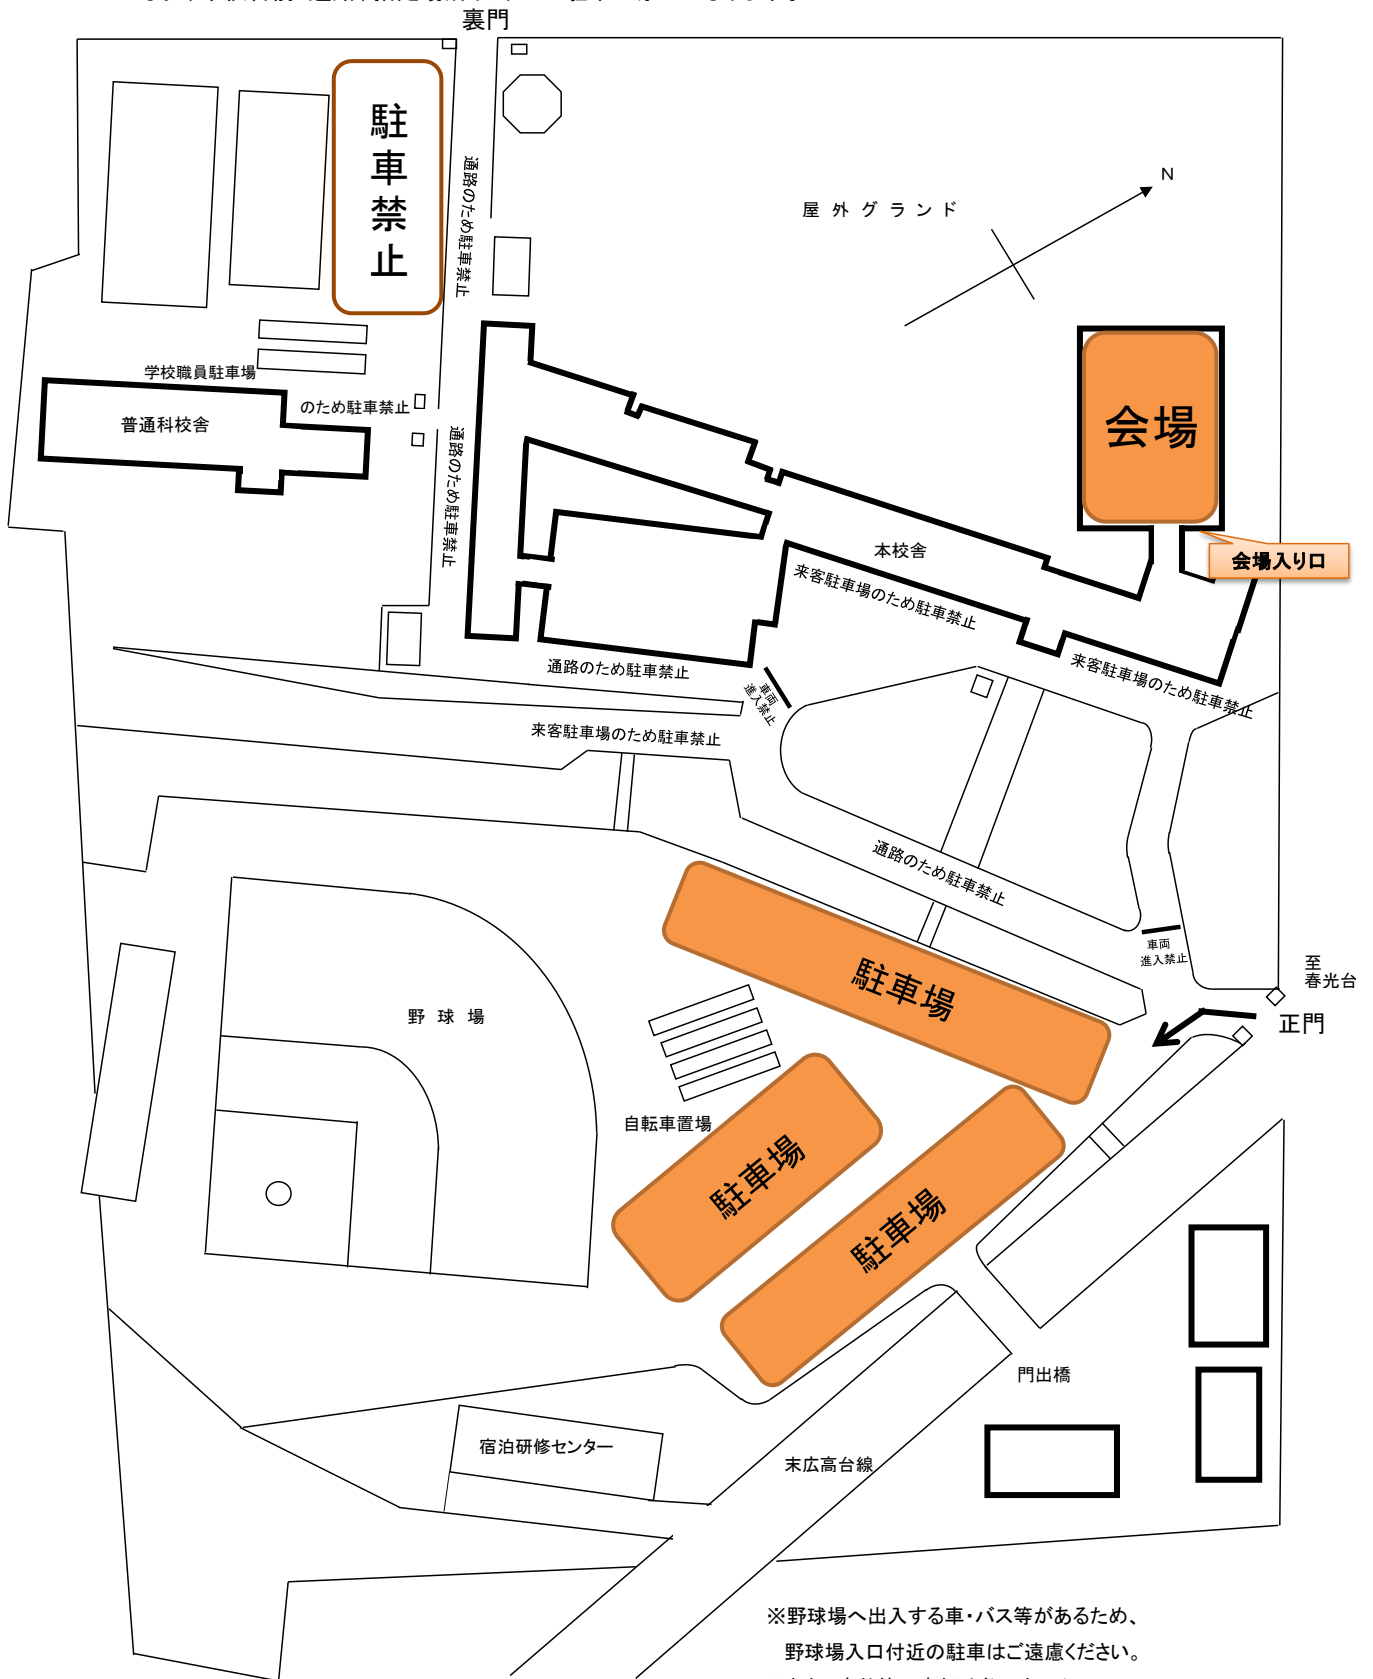 裏門
駐車禁止
通路のため駐車禁止
N
屋外グランド
学校職員駐車場
のため駐車禁止
普通科校舎
会場
会場入り口
通路のため駐車禁止
本校舎
来客駐車場のため駐車禁止
来客駐車場のため駐車禁止
通路のため駐車禁止
車両
進入禁止
来客駐車場のため駐車禁止
通路のため駐車禁止
車両
進入禁止
至
春光台
正門
駐車場
野球場
自転車置場
駐車場
駐車場
門出橋
宿泊研修センター
末広高台線
※野球場へ出入する車・バス等があるため、
野球場入口付近の駐車はご遠慮ください。